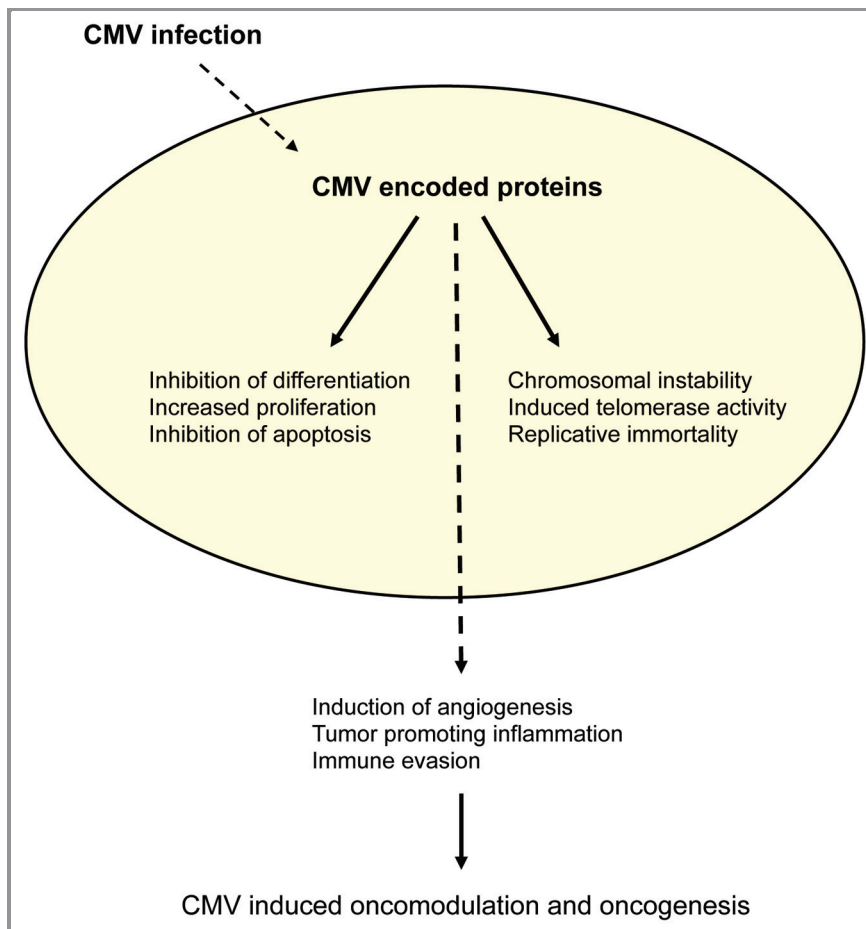 CMV infection
CMV encoded proteins
Inhibition of differentiation
Increased proliferation
Inhibition of apoptosis
Chromosomal instability
Induced telomerase activity
Replicative immortality
Induction of angiogenesis
Tumor promoting inflammation
Immune evasion
CMV induced oncomodulation and oncogenesis